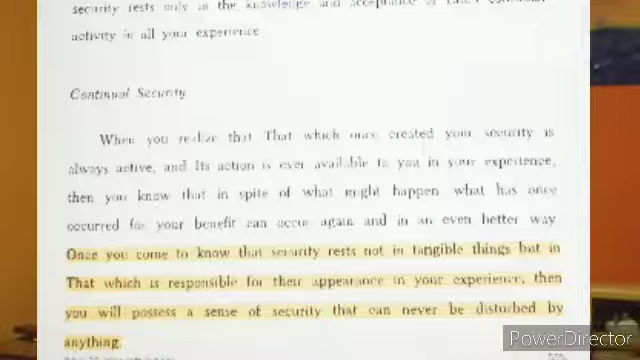 security rests only in the knowledge and acceptance of
activity in all your experience
Continual Security
When you realize that That which once created your security is
always active, and Its action is ever available to you in your experience,
then you know that in spite of what might happen what has once
occurred for your benefit can occur again and in an even better way.
Once you come to know that security rests not in tangible things but in
That which is responsible for their appearance in your experience, then
you will possess a sense of security that can never be disturbed by
anything.
PowerDirector